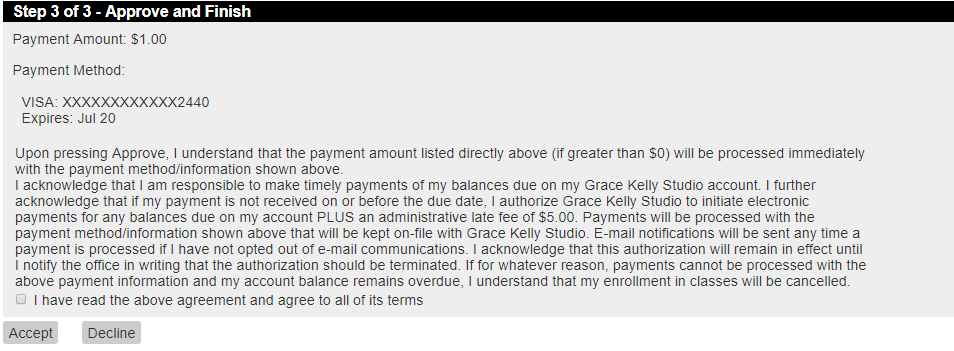 Step 3 of 3 - Approve and Finish
Payment Amount: $1.00
Payment Method:
VISA: XXXXXXXXXXXX2440
Expires: Jul 20
Upon pressing Approve, I understand that the payment amount listed directly above (if greater than $0) will be processed immediately
with the payment method/information shown above.
I acknowledge that I am responsible to make timely payments of my balances due on my Grace Kelly Studio account. I further
acknowledge that if my payment is not received on or before the due date, I authorize Grace Kelly Studio to initiate electronic
payments for any balances due on my account PLUS an administrative late fee of $5.00. Payments will be processed with the
payment method/information shown above that will be kept on-file with Grace Kelly Studio. E-mail notifications will be sent any time a
payment is processed if I have not opted out of e-mail communications. I acknowledge that this authorization will remain in effect until
I notify the office in writing that the authorization should be terminated. If for whatever reason, payments cannot be processed with the
above payment information and my account balance remains overdue, I understand that my enrollment in classes will be cancelled.
I have read the above agreement and agree to all of its terms
Accept Decline